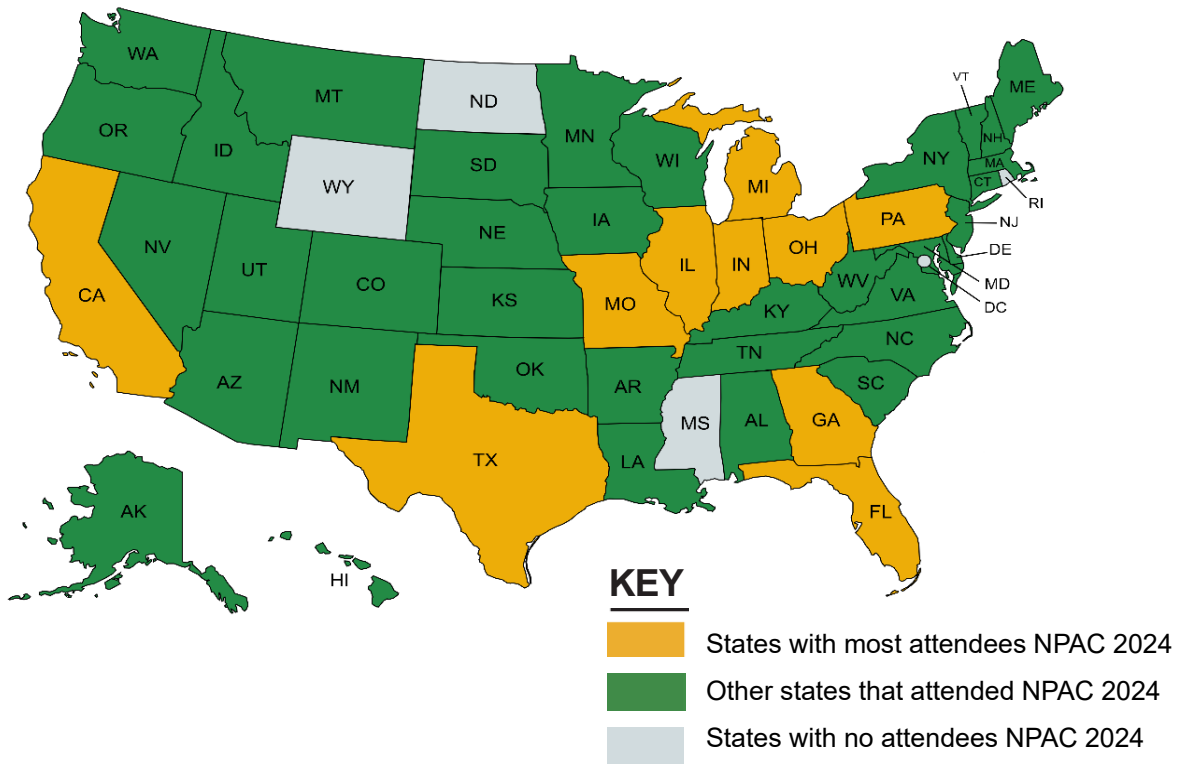 WA
MT
ND
MN
VT
ME
OR
ID
SD
WI
NH
NY
MA
WY
MI
CT
RI
IA
PA
NJ
NE
NV
OH
DE
UT
IL
IN
CO
MD
WV
CA
KS
MO
VA
DC
KY
NC
TN
OK
AZ
NM
AR
SC
MS
AL
GA
TX
LA
AK
FL
HI
KEY
States with most attendees NPAC 2024
Other states that attended NPAC 2024
States with no attendees NPAC 2024